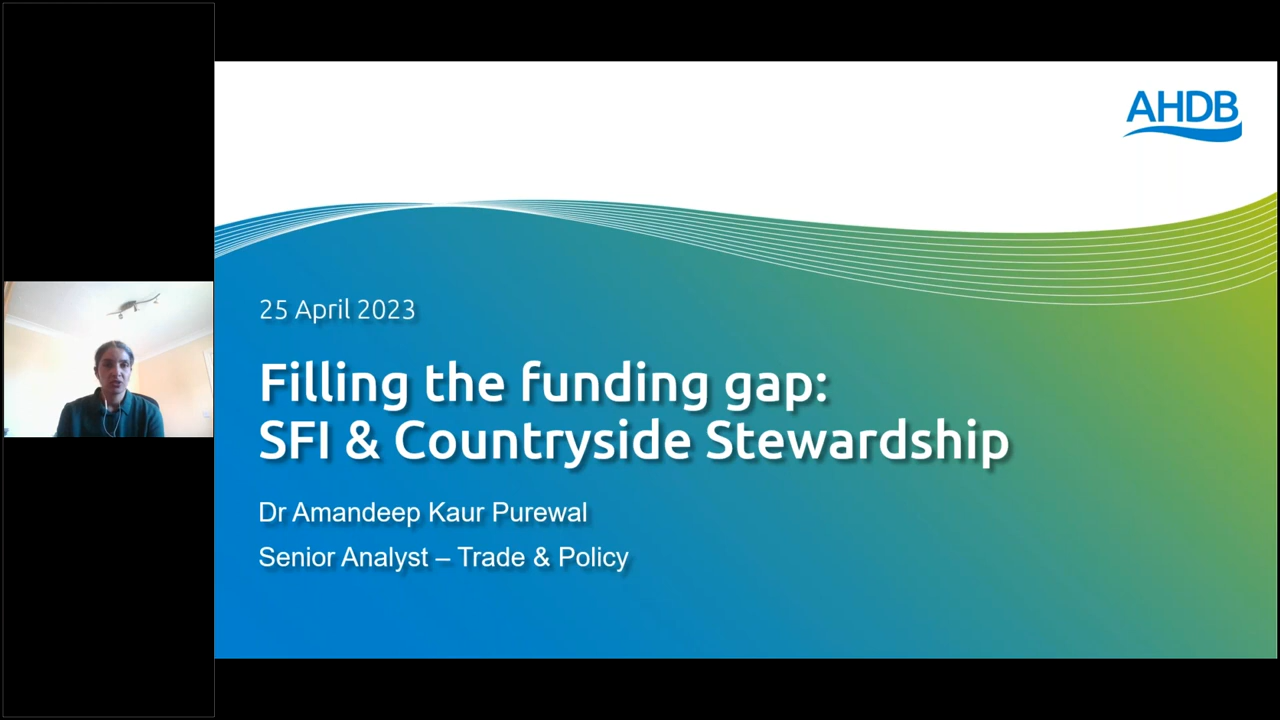 AHDB
25 April 2023
Filling the funding gap:
SFI & Countryside Stewardship
Dr Amandeep Kaur Purewal
Senior Analyst – Trade & Policy